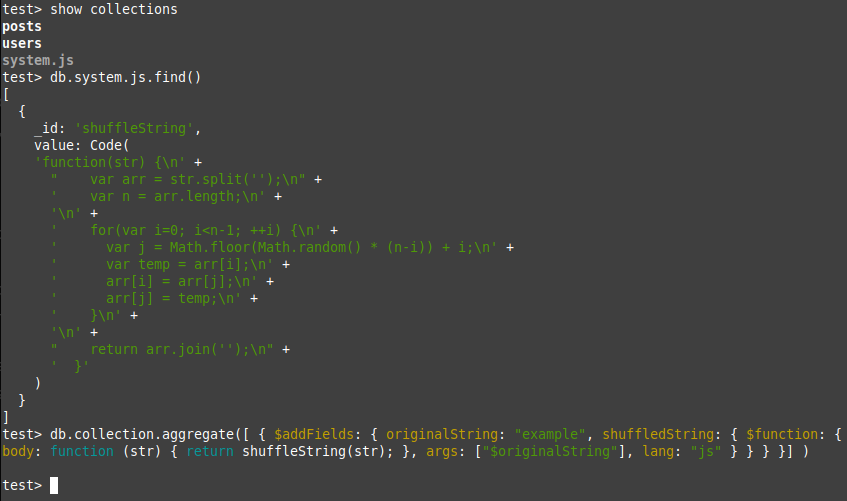 test> show collections
posts
users
system.js
test> db.system.js.find()
[
  {
    _id: 'shuffleString',
    value: Code(
    'function(str) {\n' +
      "    var arr = str.split('');\n" +
      '    var n = arr.length;\n' +
      '\n' +
      '    for(var i=0; i<n-1; ++i) {\n' +
      '      var j = Math.floor(Math.random() * (n-i)) + i;\n' +
      '      var temp = arr[i];\n' +
      '      arr[i] = arr[j];\n' +
      '      arr[j] = temp;\n' +
      '    }\n' +
      '\n' +
      "    return arr.join('');\n" +
      '  }'
    )
  }
]
test> db.collection.aggregate([ { $addFields: { originalString: "example", shuffledString: { $function: {
body: function (str) { return shuffleString(str); }, args: ["$originalString"], lang: "js" } } } }] )
test>